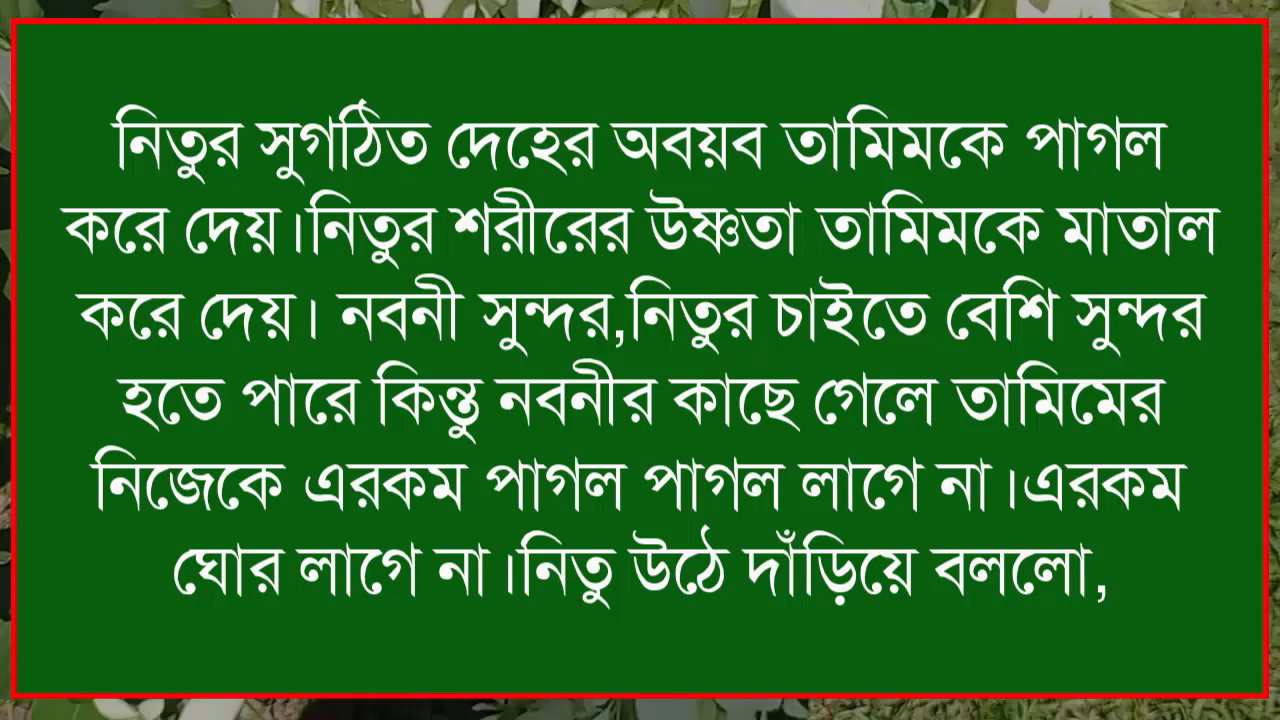 নিতুর সুগঠিত দেহের অবয়ব তামিমকে পাগল
করে দেয়।নিতুর শরীরের উষ্ণতা তামিমকে মাতাল
করে দেয়। নবনী সুন্দর,নিতুর চাইতে বেশি সুন্দর
হতে পারে কিন্তু নবনীর কাছে গেলে তামিমের
নিজেকে এরকম পাগল পাগল লাগে না।এরকম
ঘোর লাগে না।নিতু উঠে দাঁড়িয়ে বললো,